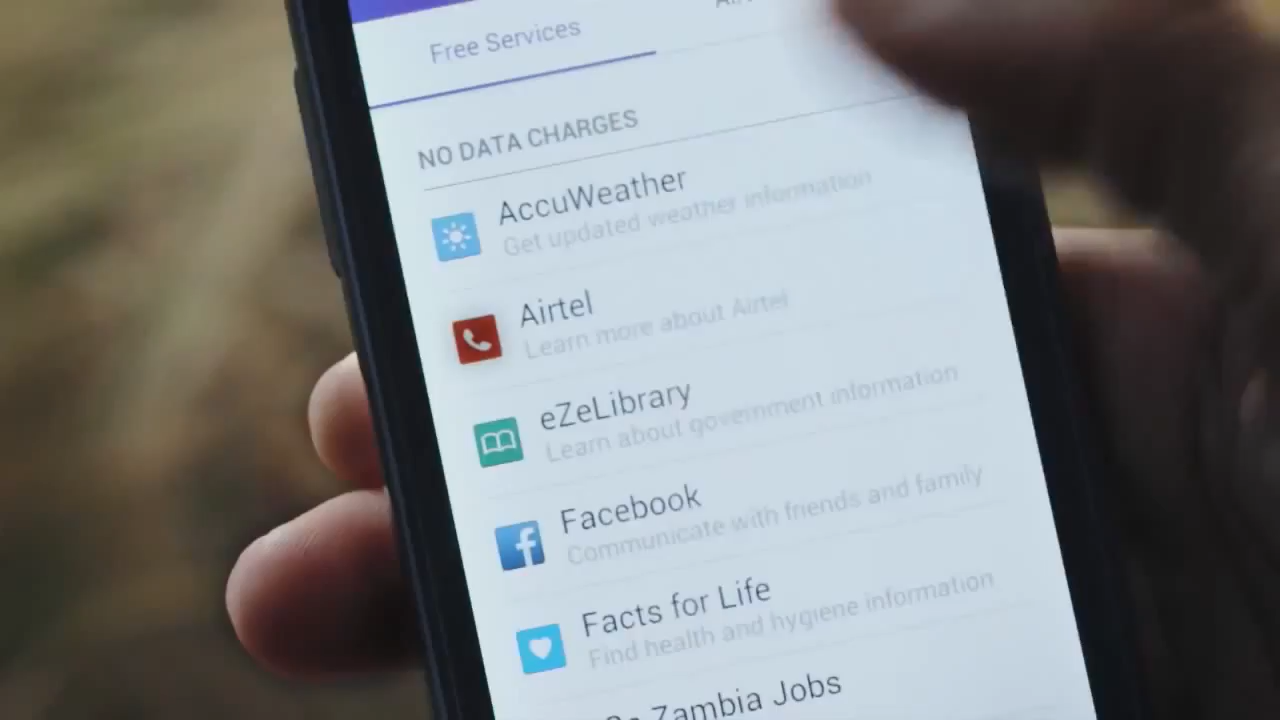 Free Services
NO DATA CHARGES
AccuWeather
Get updated weather information
Airtel
Learn more about Airtel
eZeLibrary
Learn about government information
Facebook
Communicate with friends and family
f
Facts for Life
Find health and hygiene information
Zambia Jobs